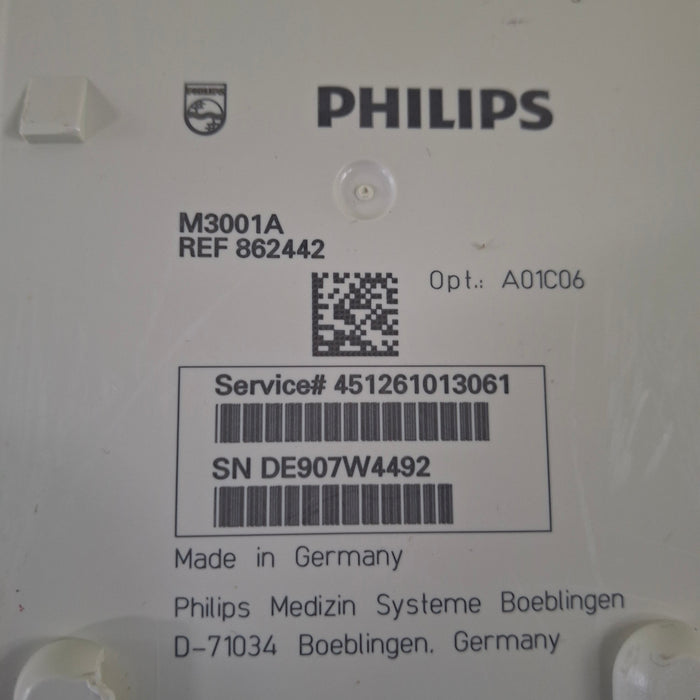 PHILIPS
PHILIPS
M3001A
REF 862442
Opt.: A01C06
Service# 451261013061
SN DE907W4492
Made in Germany
Philips Medizin Systeme Boeblingen
D-71034 Boeblingen. Germany